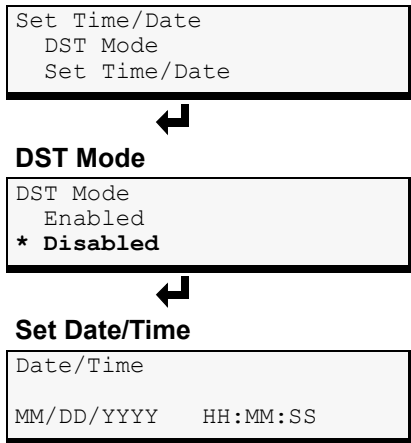 Set Time/Date
DST Mode
Set Time/Date
DST Mode
DST Mode
Enabled
* Disabled
Set Date/Time
Date/Time
MM/DD/YYYY HH:MM:SS